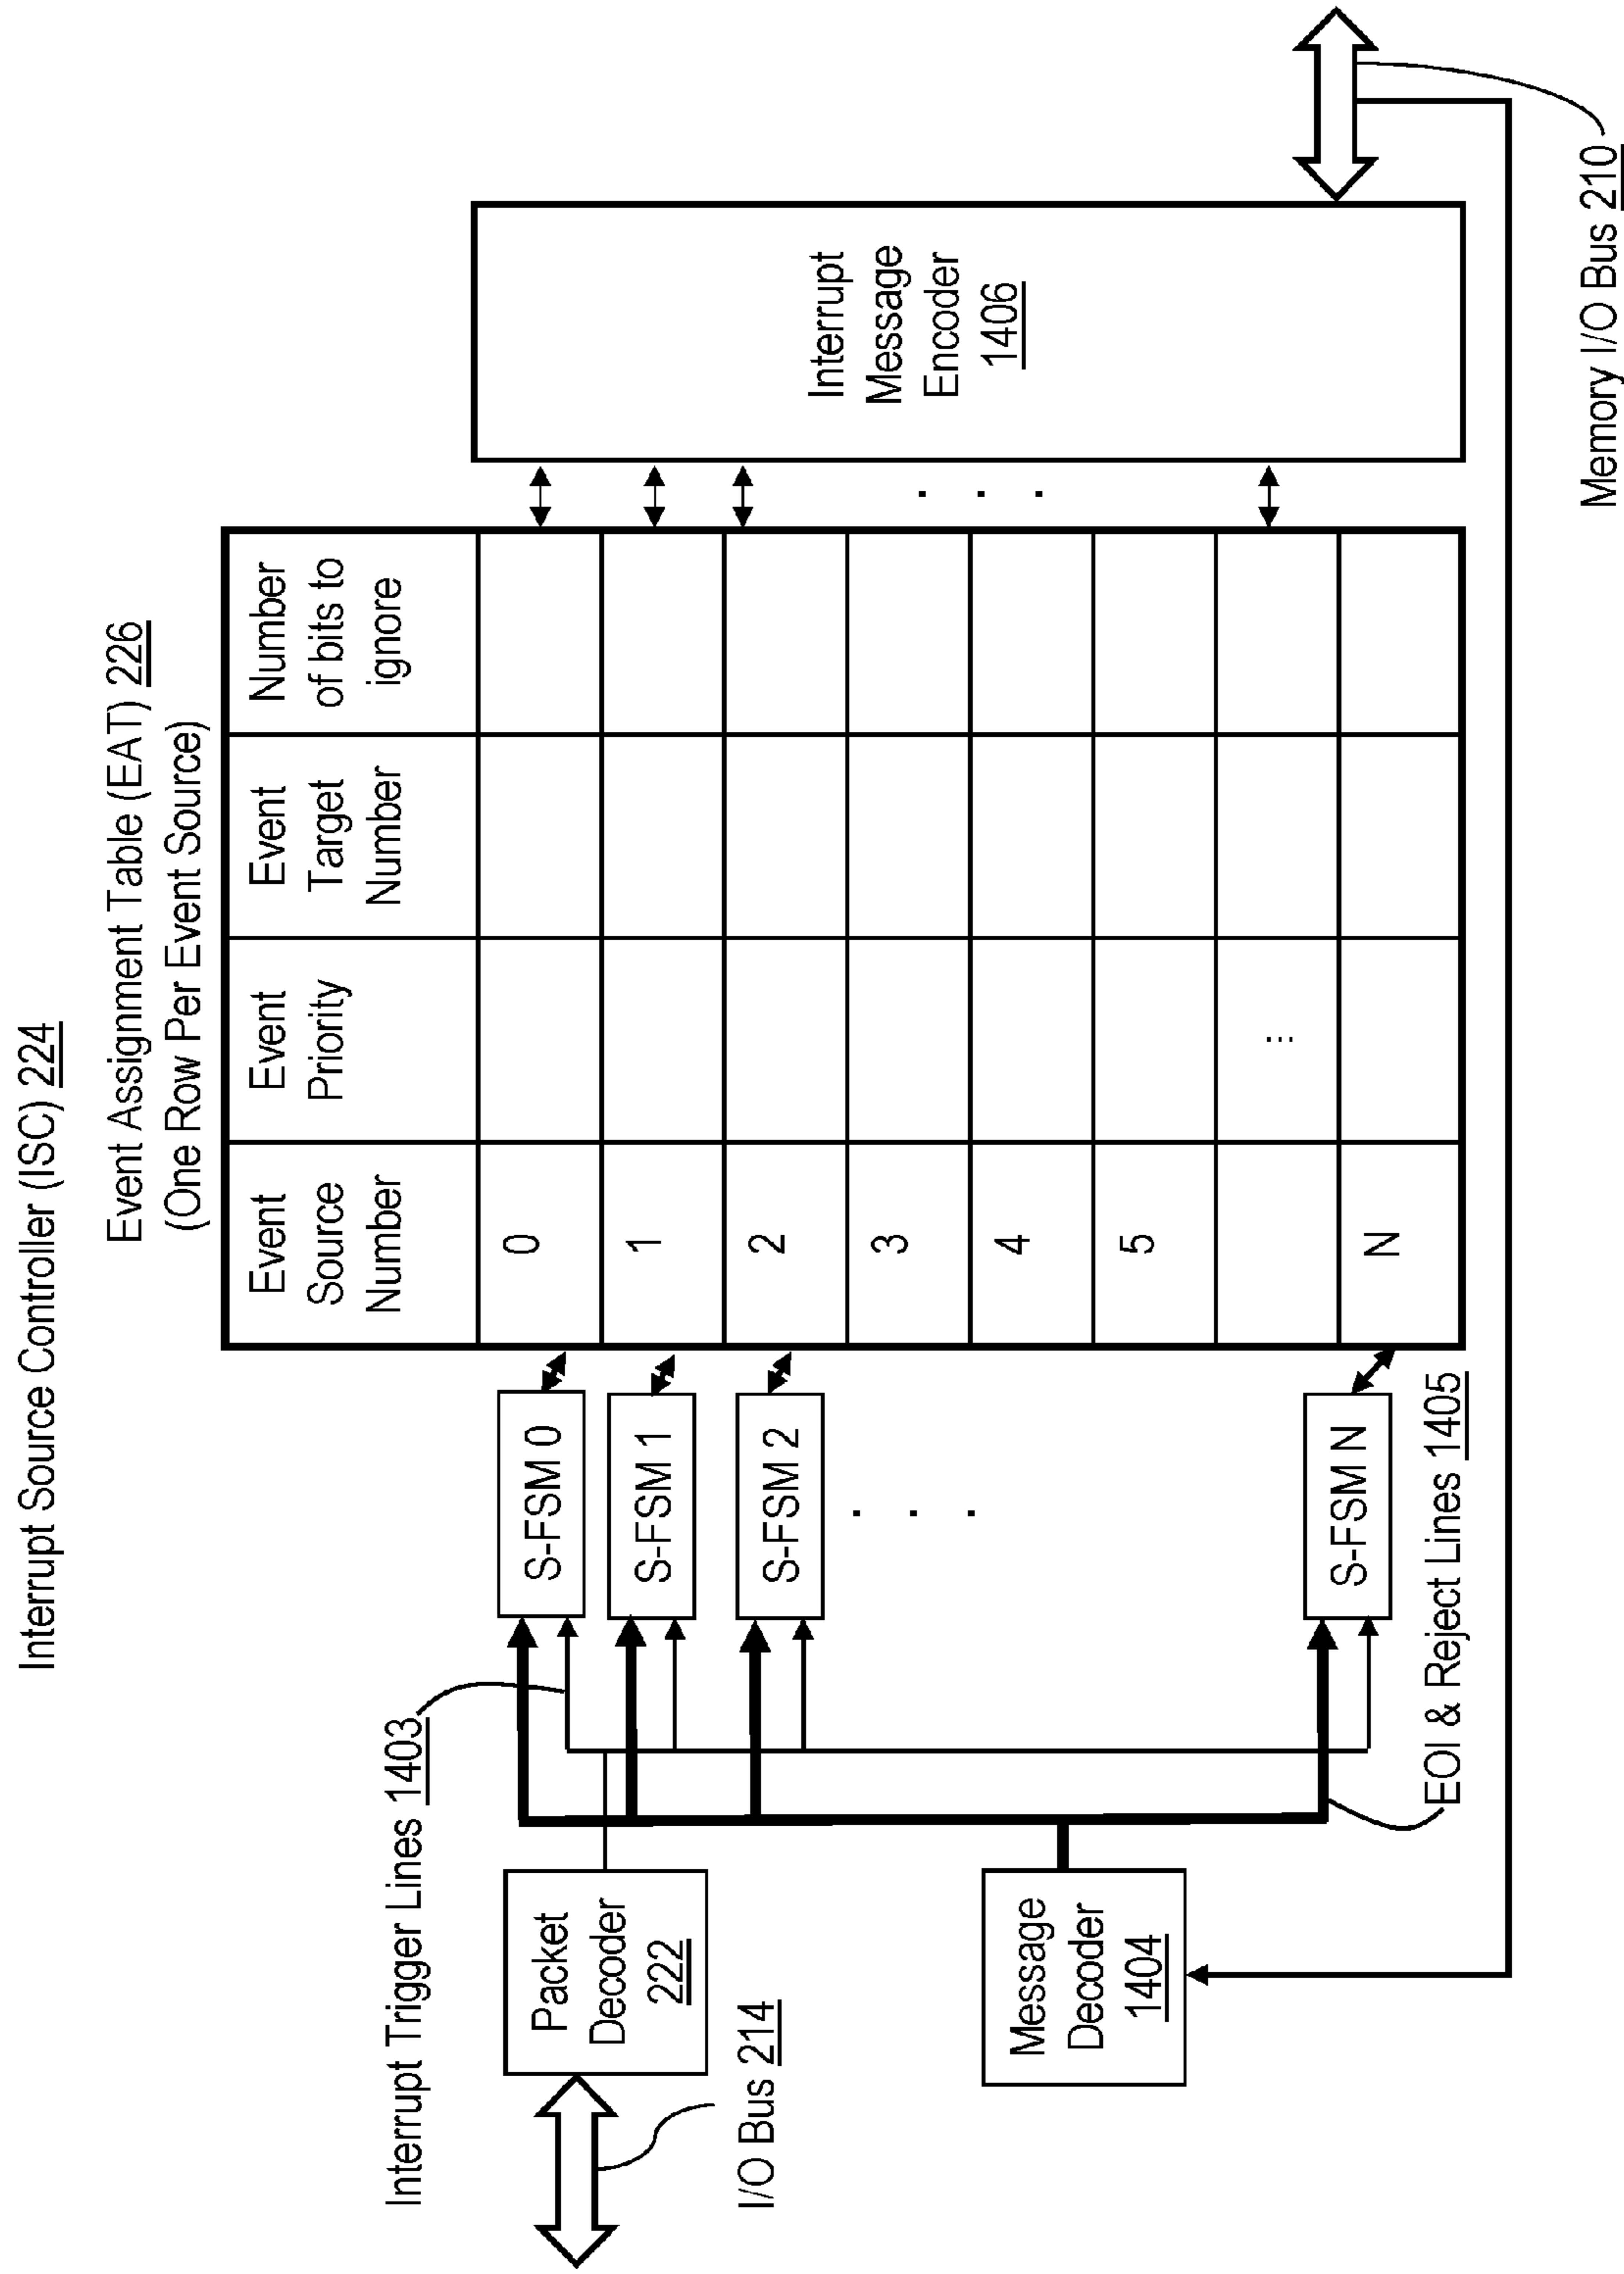 Interrupt Source Controller (ISC) 224
Event Assignment Table (EAT) 226
(One Row Per Event Source)
Event
Source
Number
Event
Priority
Event
Target
Number
Number
of bits to
ignore
0
1
2
3
4
5
...
N
Interrupt Trigger Lines 1403
Packet
Decoder
222
I/O Bus 214
Message
Decoder
1404
S-FSM 0
S-FSM 1
S-FSM 2
. . .
S-FSM N
EOI & Reject Lines 1405
. . .
Interrupt
Message
Encoder
1406
Memory I/O Bus 210